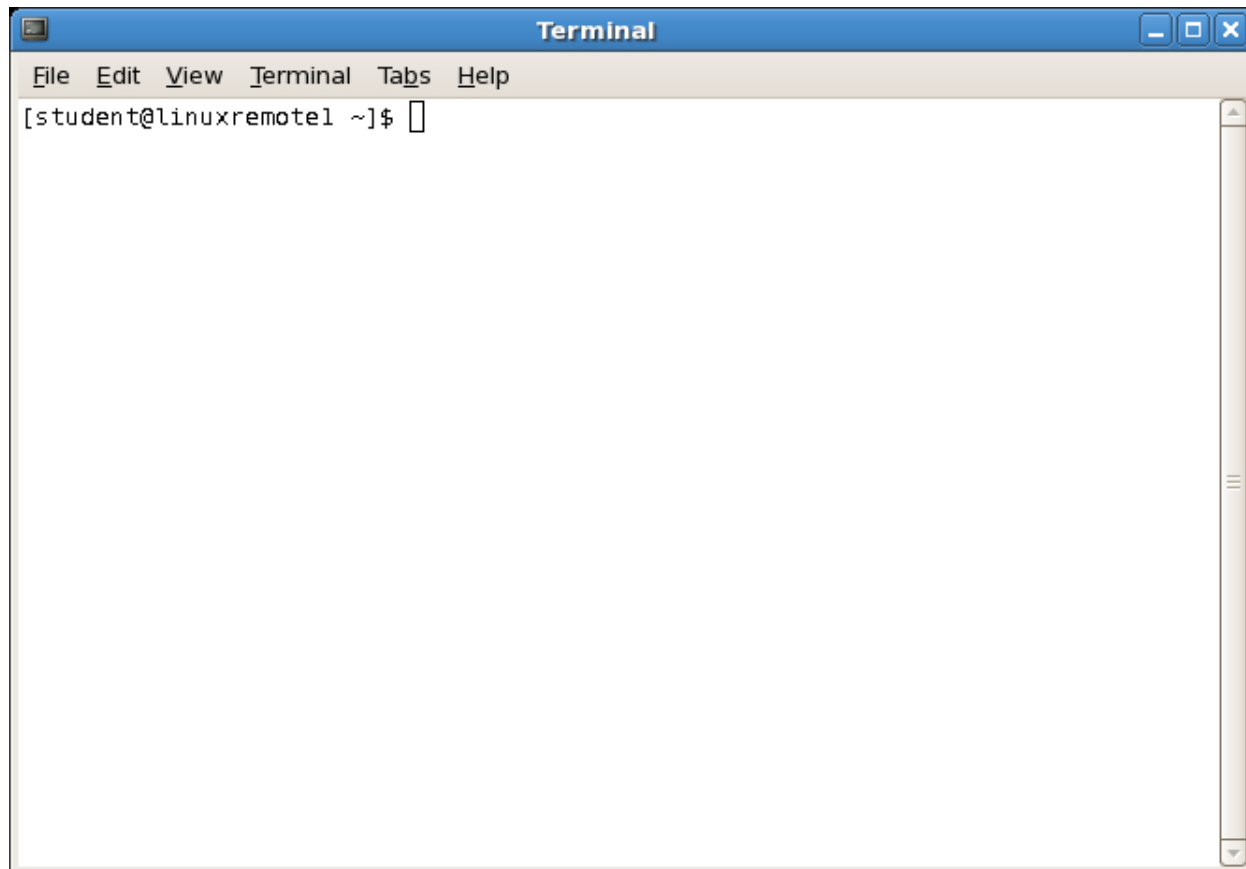 Terminal
File Edit View Terminal Tabs Help
[student@linuxremote1 ~]$